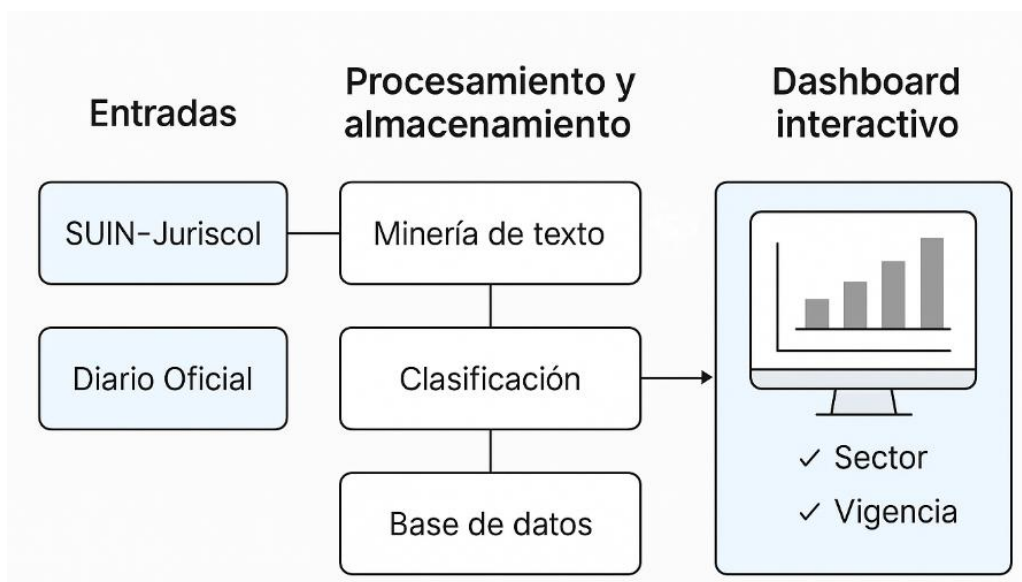 Entradas
SUIN-Juriscol
Diario Oficial
Procesamiento y
almacenamiento
Minería de texto
Clasificación
Base de datos
Dashboard
interactivo
✓ Sector
✓ Vigencia